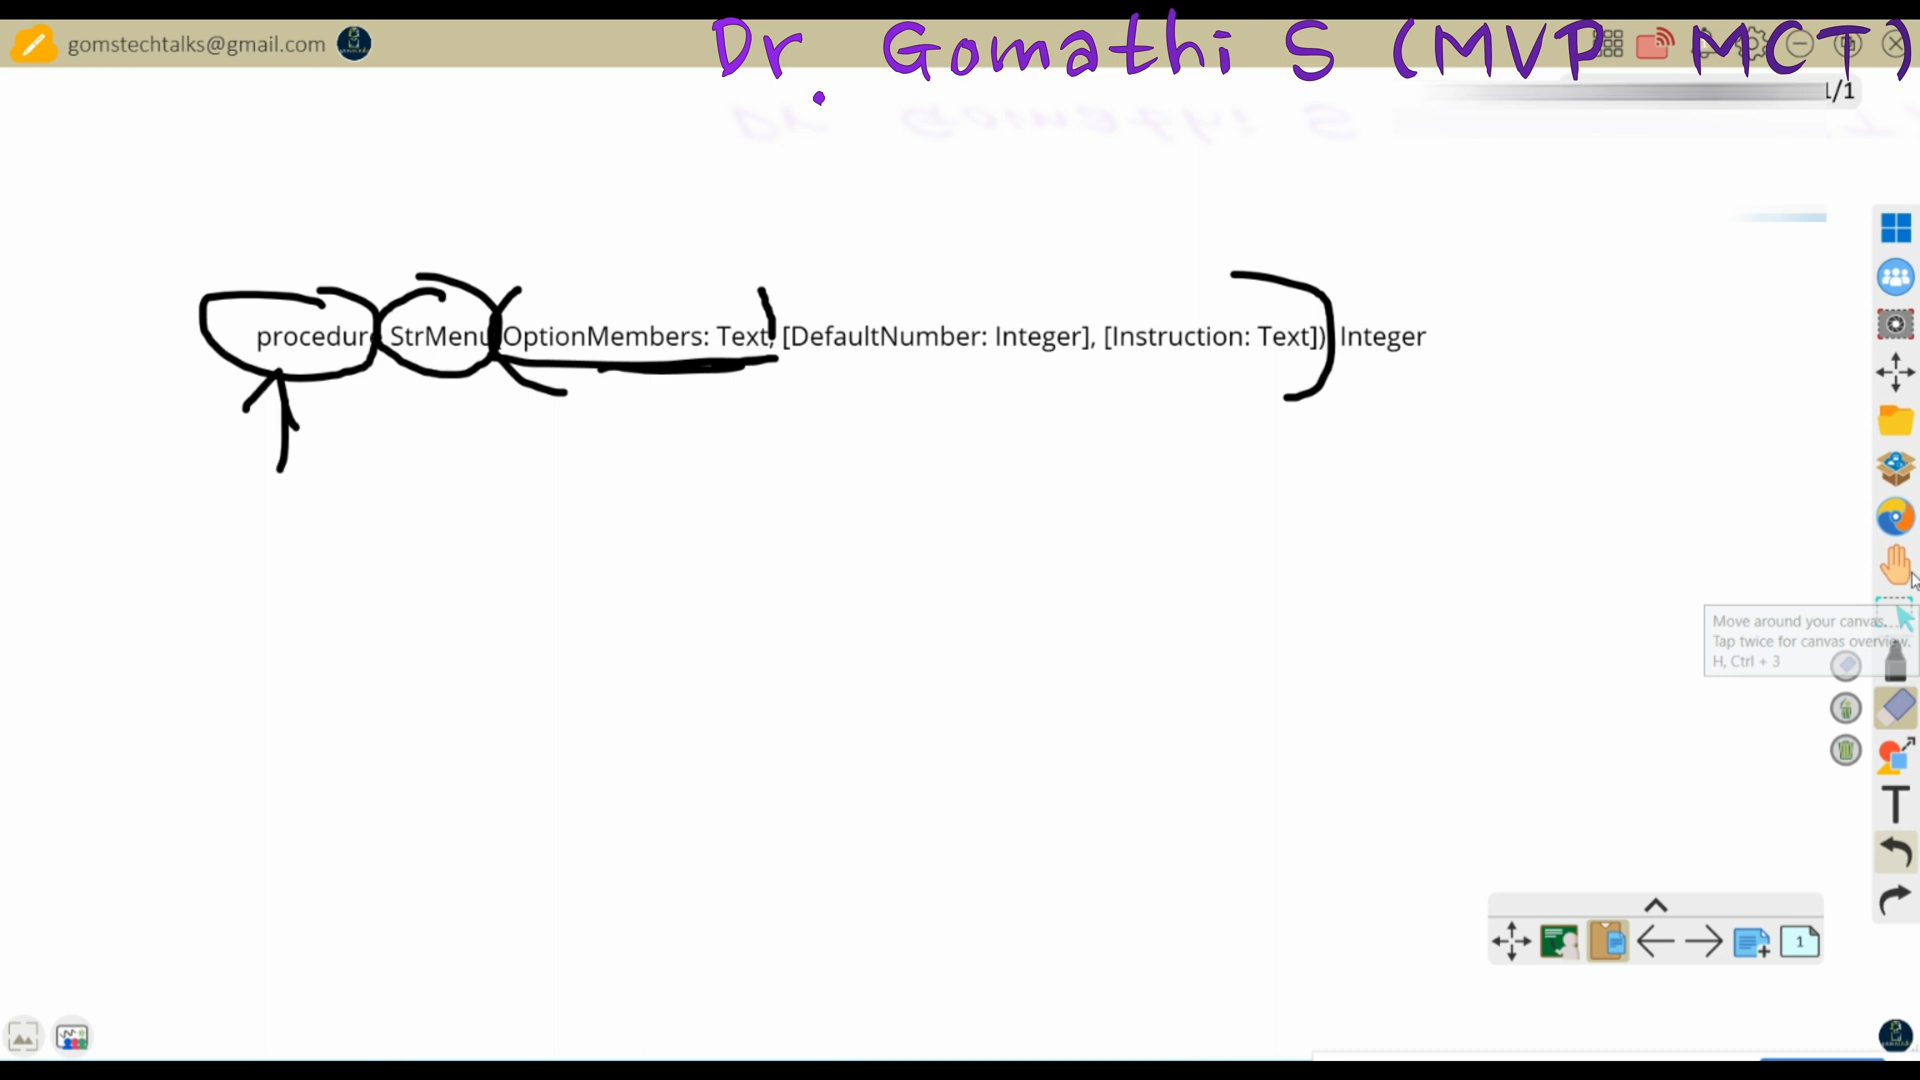 gomstechtalks@gmail.com
Dr. Gomathi S (MVP MCT)
1/1
procedure StrMenu(OptionMembers: Text, [DefaultNumber: Integer], [Instruction: Text]) Integer
Move around your canvas...
Tap twice for canvas overview.
H, Ctrl + 3
T
1